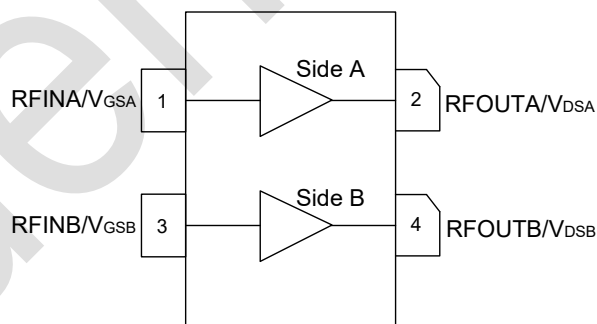 Side A
RFINA/VGSA 1 2 RFOUTA/VDSA
Side B
RFINB/VGSB 3 4 RFOUTB/VDSB